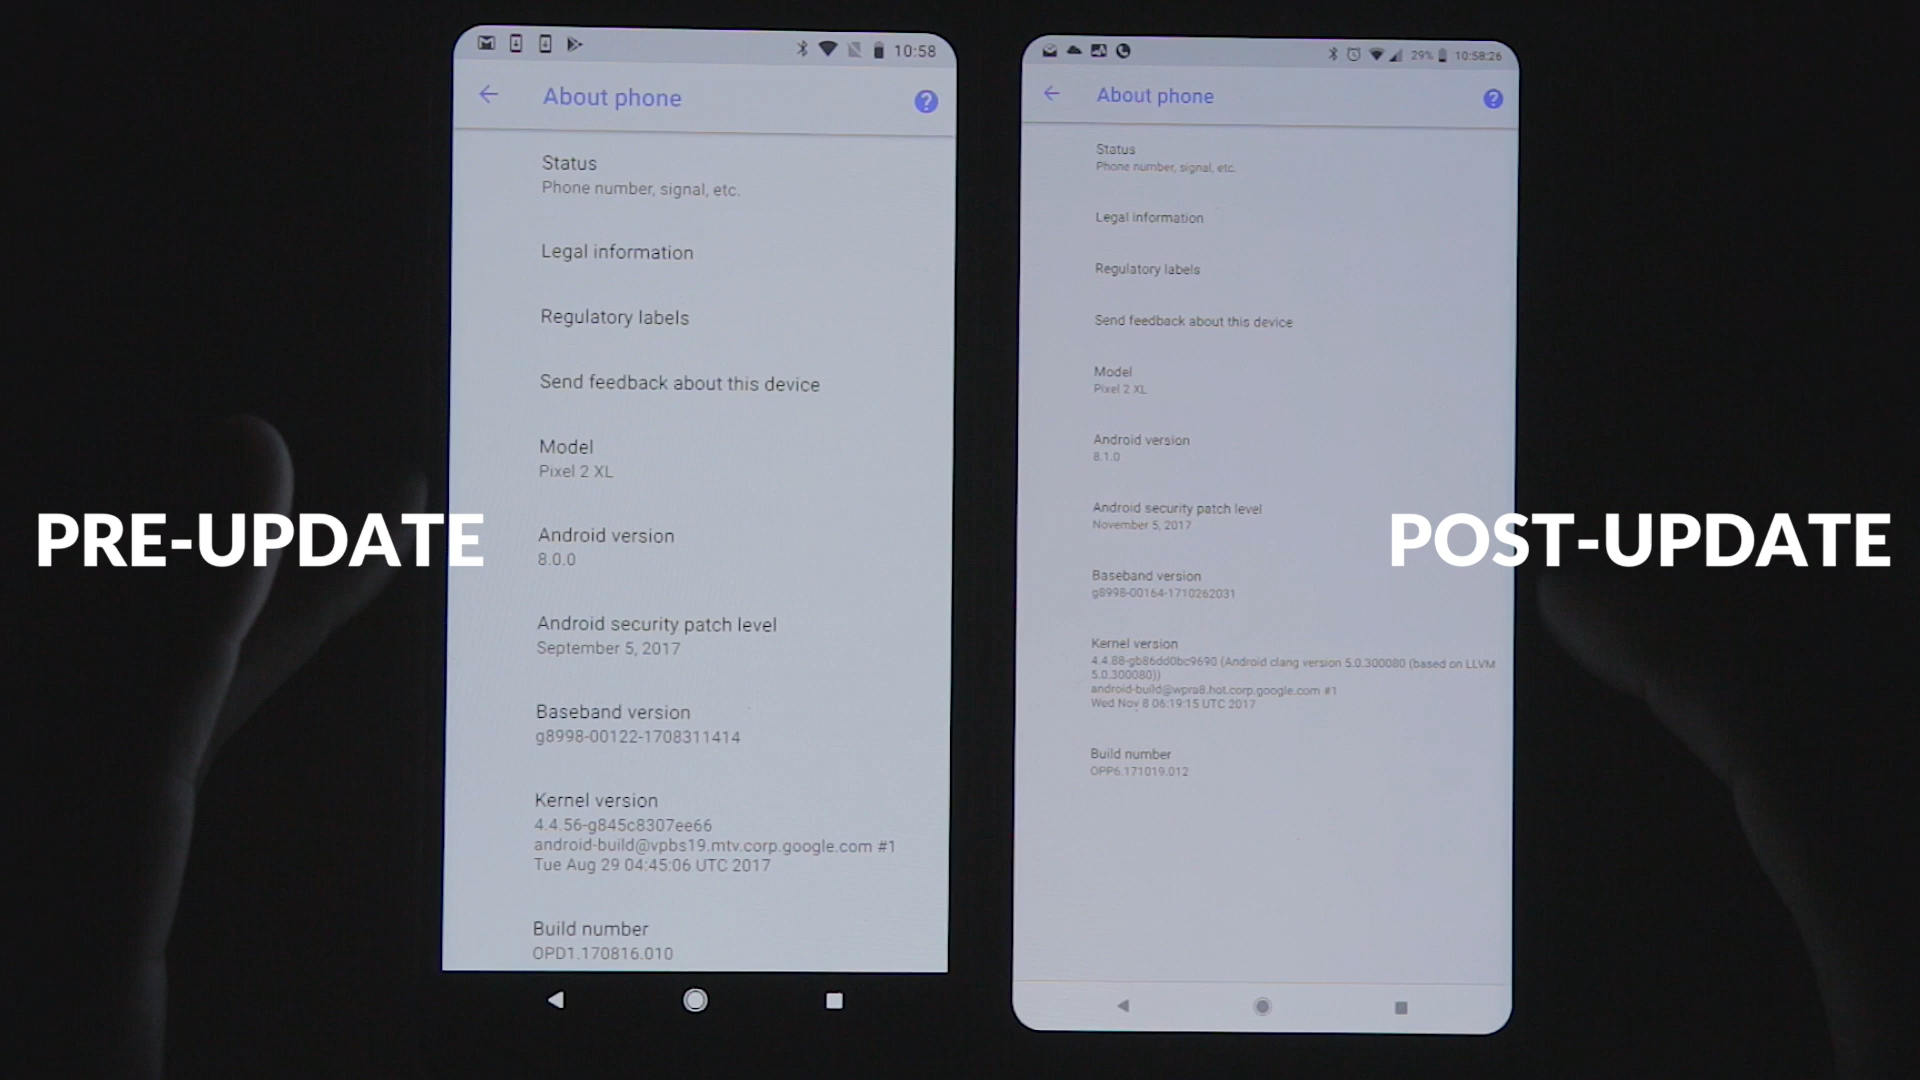 10:58
About phone
Status
Phone number, signal, etc.
Legal information
Regulatory labels
Send feedback about this device
Model
Pixel 2 XL
Android version
8.0.0
Android security patch level
September 5, 2017
Baseband version
g8998-00122-1708311414
Kernel version
4.4.56-g845c8307ee66
android-build@vpbs19.mtv.corp.google.com #1
Tue Aug 29 04:45:06 UTC 2017
Build number
OPD1.170816.010
PRE-UPDATE
29% 10:58:26
About phone
Status
Phone number, signal, etc.
Legal information
Regulatory labels
Send feedback about this device
Model
Pixel 2 XL
Android version
8.1.0
Android security patch level
November 5, 2017
Baseband version
g8998-00164-1710262031
Kernel version
4.4.88-gb86dd0bc9690 (Android clang version 5.0.300080 (based on LLVM
5.0.300080))
android-build@wpra8.hot.corp.google.com #1
Wed Nov 8 06:19:15 UTC 2017
Build number
OPP6.171019.012
POST-UPDATE